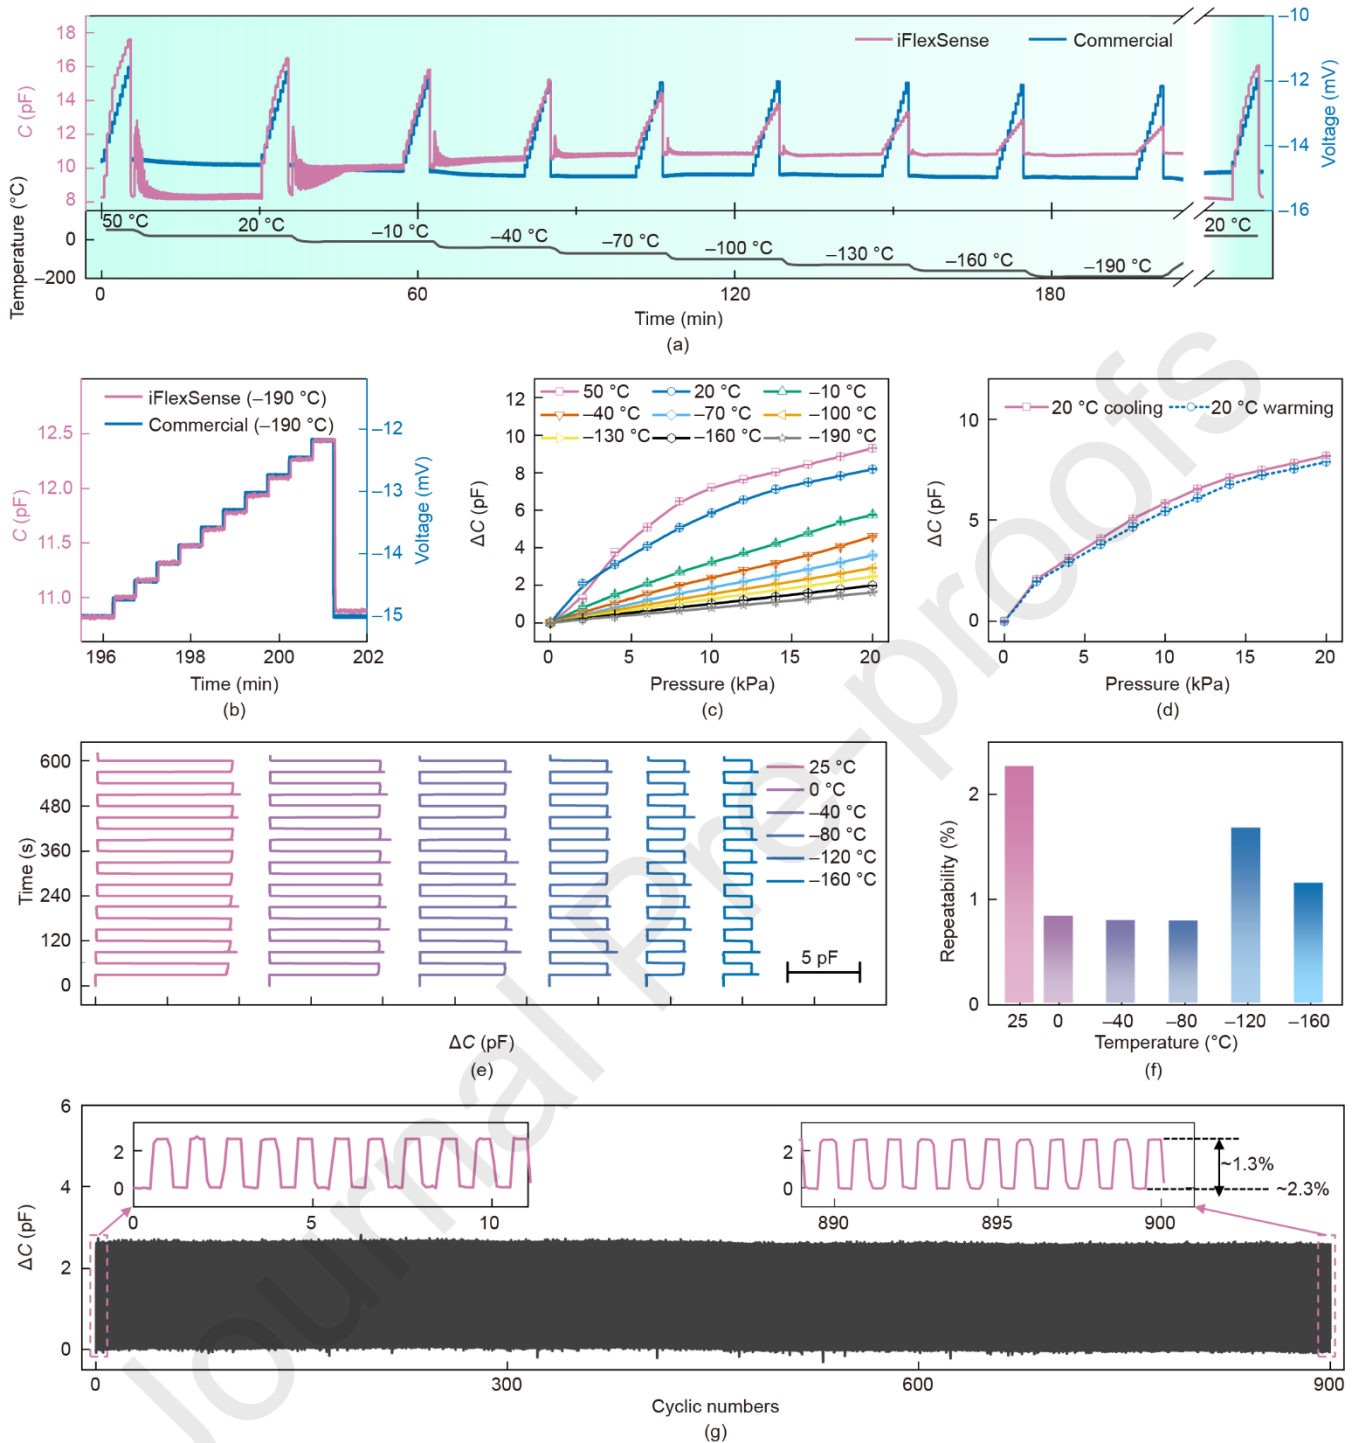 18
16
14
12
10
8
C (pF)
iFlexSense
Commercial
−10
−12
−14
−16
Voltage (mV)
Temperature (°C)
0
−200
50 °C
20 °C
−10 °C
−40 °C
−70 °C
−100 °C
−130 °C
−160 °C
−190 °C
20 °C
0
60
120
180
Time (min)
(a)
iFlexSense (−190 °C)
Commercial (−190 °C)
12.5
12.0
11.5
11.0
C (pF)
−12
−13
−14
−15
Voltage (mV)
196
198
200
202
Time (min)
(b)
50 °C
20 °C
−10 °C
−40 °C
−70 °C
−100 °C
−130 °C
−160 °C
−190 °C
12
10
8
6
4
2
0
ΔC (pF)
0
5
10
15
20
Pressure (kPa)
(c)
20 °C cooling
20 °C warming
10
5
0
ΔC (pF)
0
5
10
15
20
Pressure (kPa)
(d)
600
480
360
240
120
0
Time (s)
25 °C
0 °C
−40 °C
−80 °C
−120 °C
−160 °C
5 pF
ΔC (pF)
(e)
2
1
0
Repeatability (%)
25
0
−40
−80
−120
−160
Temperature (°C)
(f)
6
4
2
0
ΔC (pF)
2
0
0
5
10
2
0
890
895
900
~1.3%
~2.3%
0
300
600
900
Cyclic numbers
(g)
Journal Pre-proofs